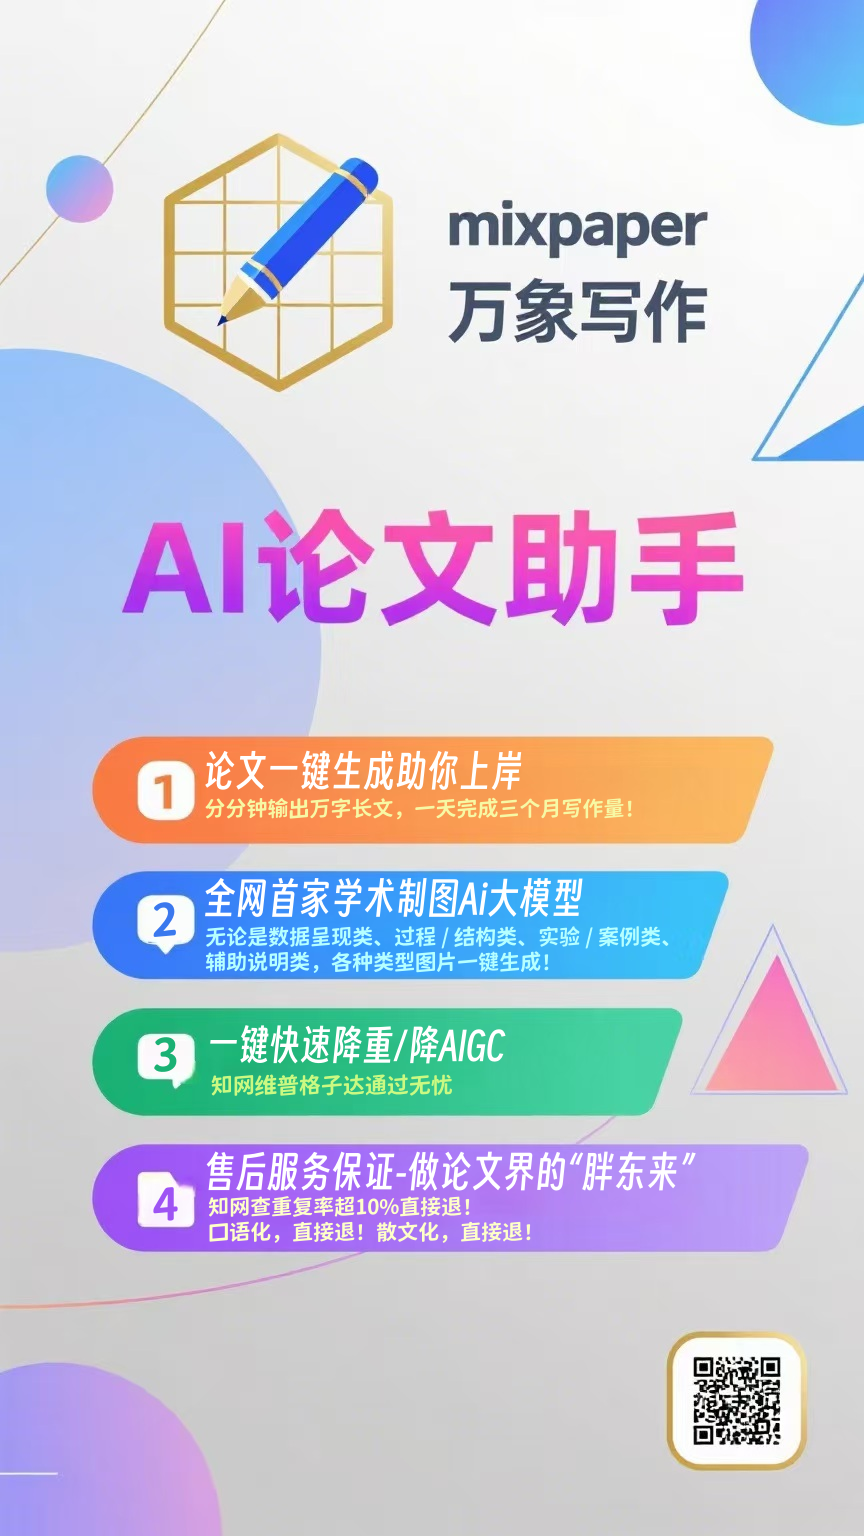 mixpaper
万象写作
AI论文助手
1
论文一键生成助你上岸
分分钟输出万字长文，一天完成三个月写作量！
2
全网首家学术制图Ai大模型
无论是数据呈现类、过程 / 结构类、实验 / 案例类、
辅助说明类，各种类型图片一键生成！
3
一键快速降重/降AIGC
知网维普格子达通过无忧
4
售后服务保证-做论文界的“胖东来”
知网查重复率超10%直接退！
口语化，直接退！散文化，直接退！